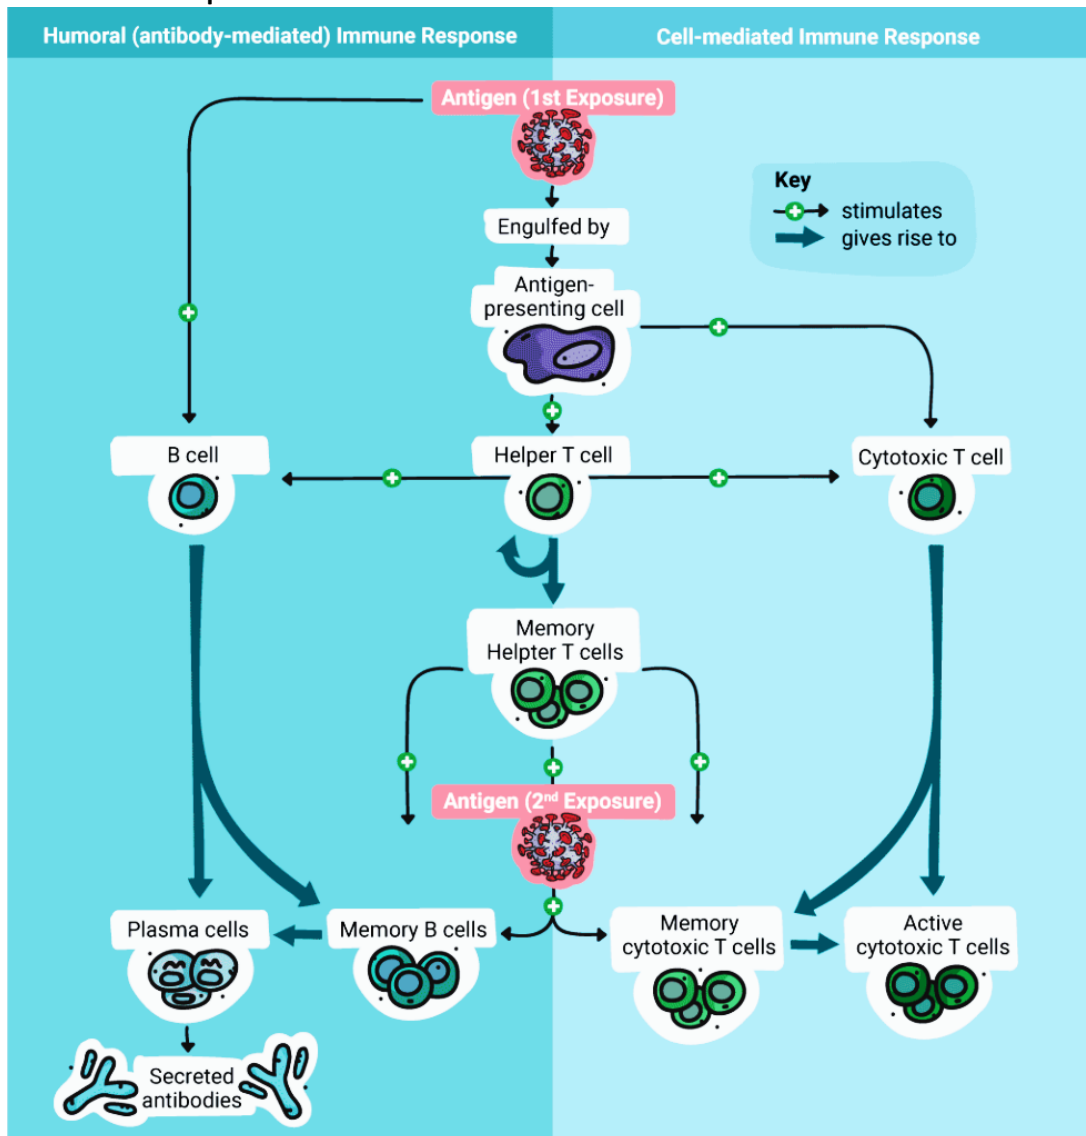 Humoral (antibody-mediated) Immune Response
Cell-mediated Immune Response
Antigen (1st Exposure)
Key
stimulates
gives rise to
Engulfed by
Antigen-
presenting cell
B cell
Helper T cell
Cytotoxic T cell
Memory
Helpter T cells
Antigen (2nd Exposure)
Plasma cells
Memory B cells
Memory
cytotoxic T cells
Active
cytotoxic T cells
Secreted
antibodies